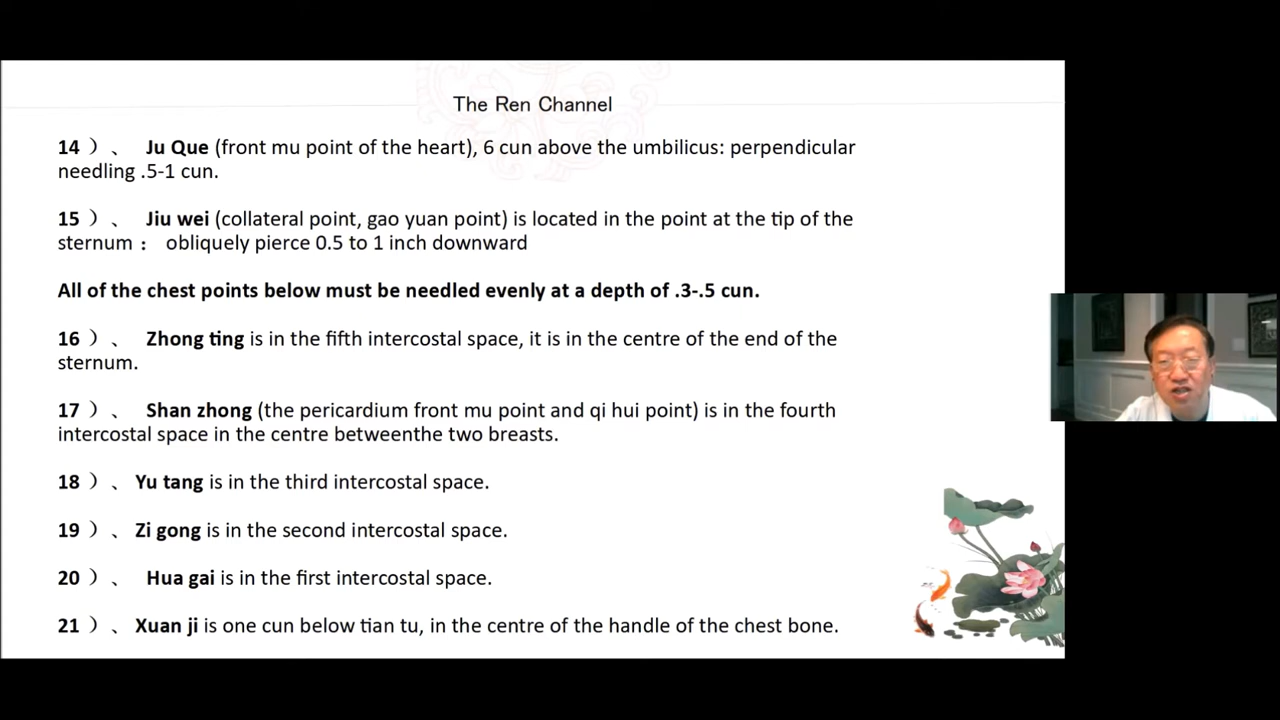 The Ren Channel
14 ）、 Ju Que (front mu point of the heart), 6 cun above the umbilicus: perpendicular
needling .5-1 cun.
15 ）、 Jiu wei (collateral point, gao yuan point) is located in the point at the tip of the
sternum： obliquely pierce 0.5 to 1 inch downward
All of the chest points below must be needled evenly at a depth of .3-.5 cun.
16 ）、 Zhong ting is in the fifth intercostal space, it is in the centre of the end of the
sternum.
17 ）、 Shan zhong (the pericardium front mu point and qi hui point) is in the fourth
intercostal space in the centre betweenthe two breasts.
18 ）、 Yu tang is in the third intercostal space.
19 ）、 Zi gong is in the second intercostal space.
20 ）、 Hua gai is in the first intercostal space.
21 ）、 Xuan ji is one cun below tian tu, in the centre of the handle of the chest bone.